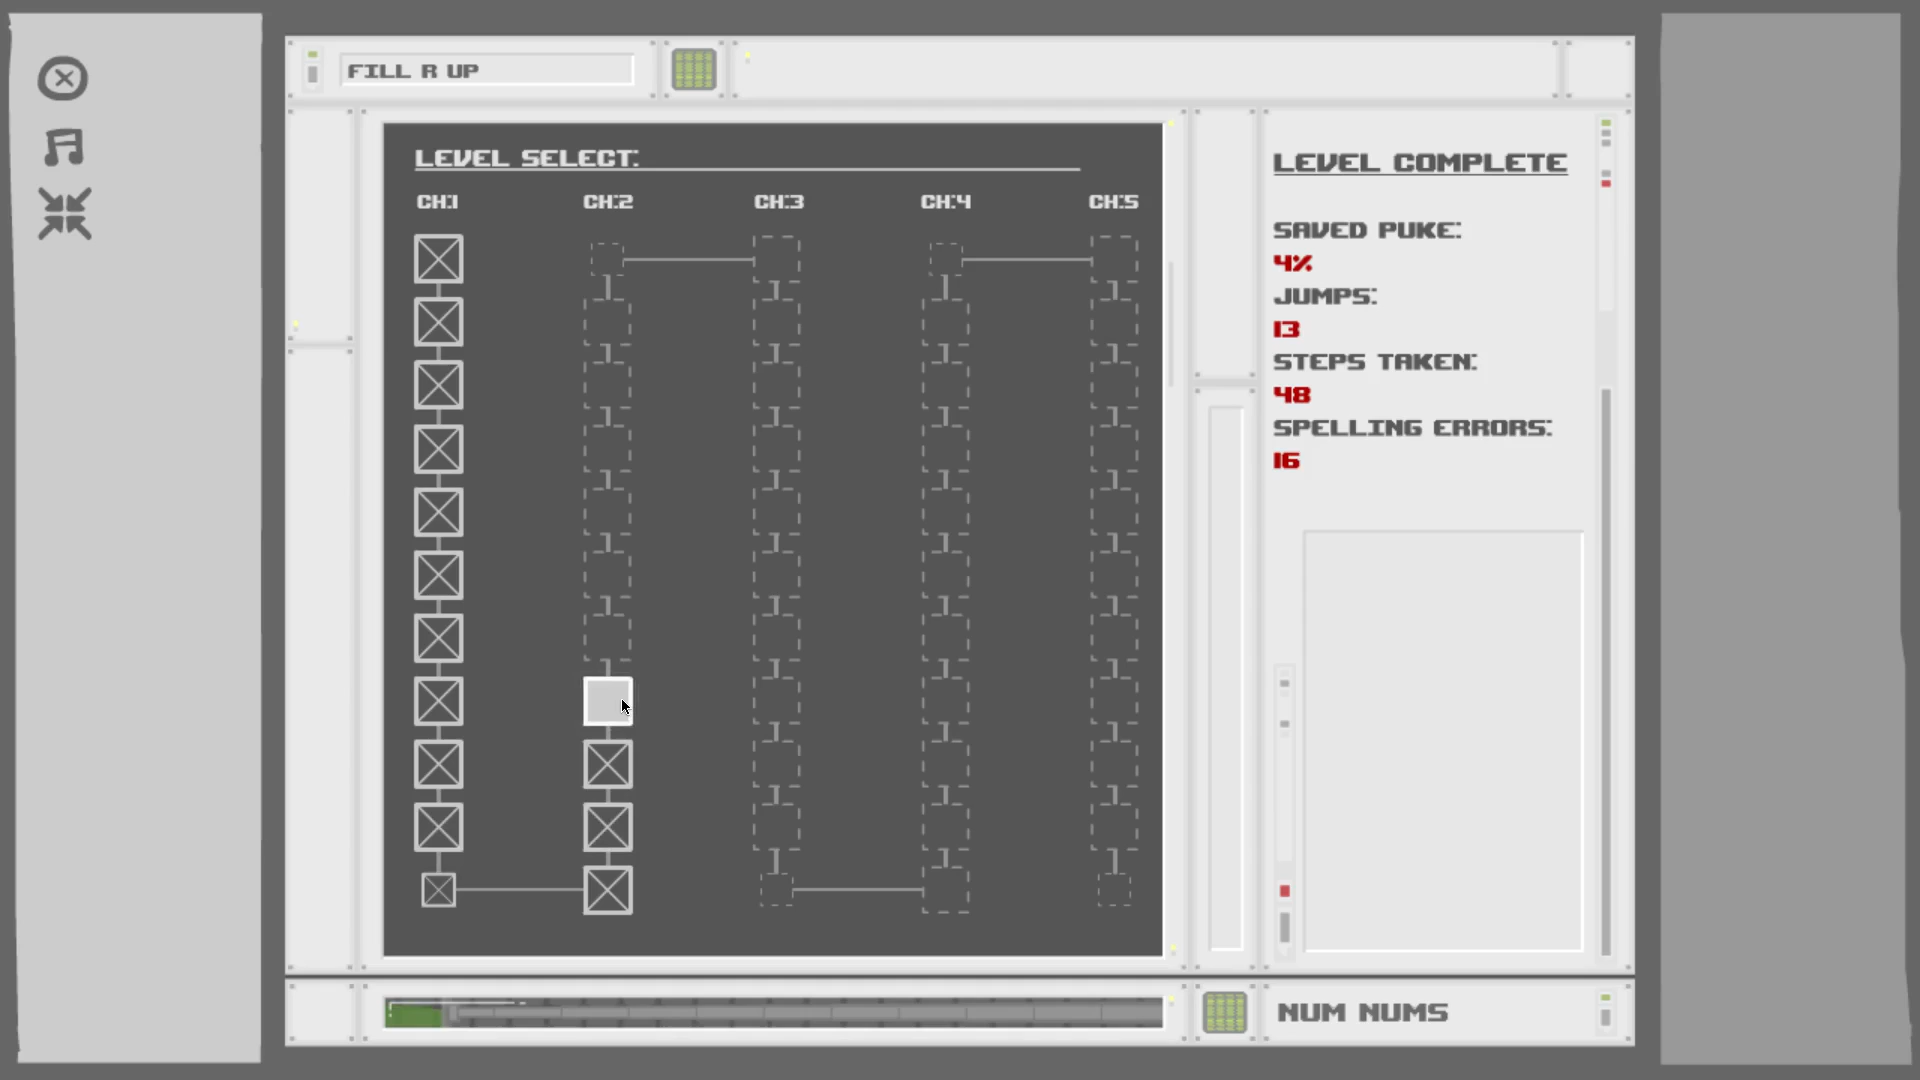 FILL R UP
LEVEL SELECT:
CH:1 CH:2 CH:3 CH:4 CH:5
LEVEL COMPLETE
SAVED PUKE:
4%
JUMPS:
13
STEPS TAKEN:
48
SPELLING ERRORS:
16
NUM NUMS